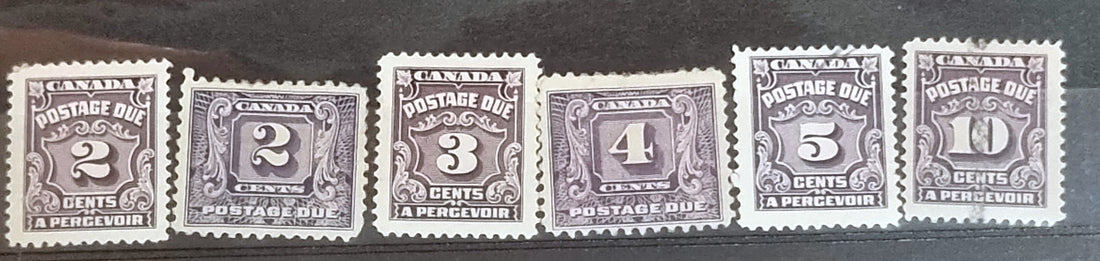 CANADA
POSTAGE DUE
2
CENTS
A PERCEVOIR
CANADA
2
CENTS
POSTAGE DUE
CANADA
POSTAGE DUE
3
CENTS
A PERCEVOIR
CANADA
4
CENTS
POSTAGE DUE
CANADA
POSTAGE DUE
5
CENTS
A PERCEVOIR
CANADA
POSTAGE DUE
10
CENTS
A PERCEVOIR